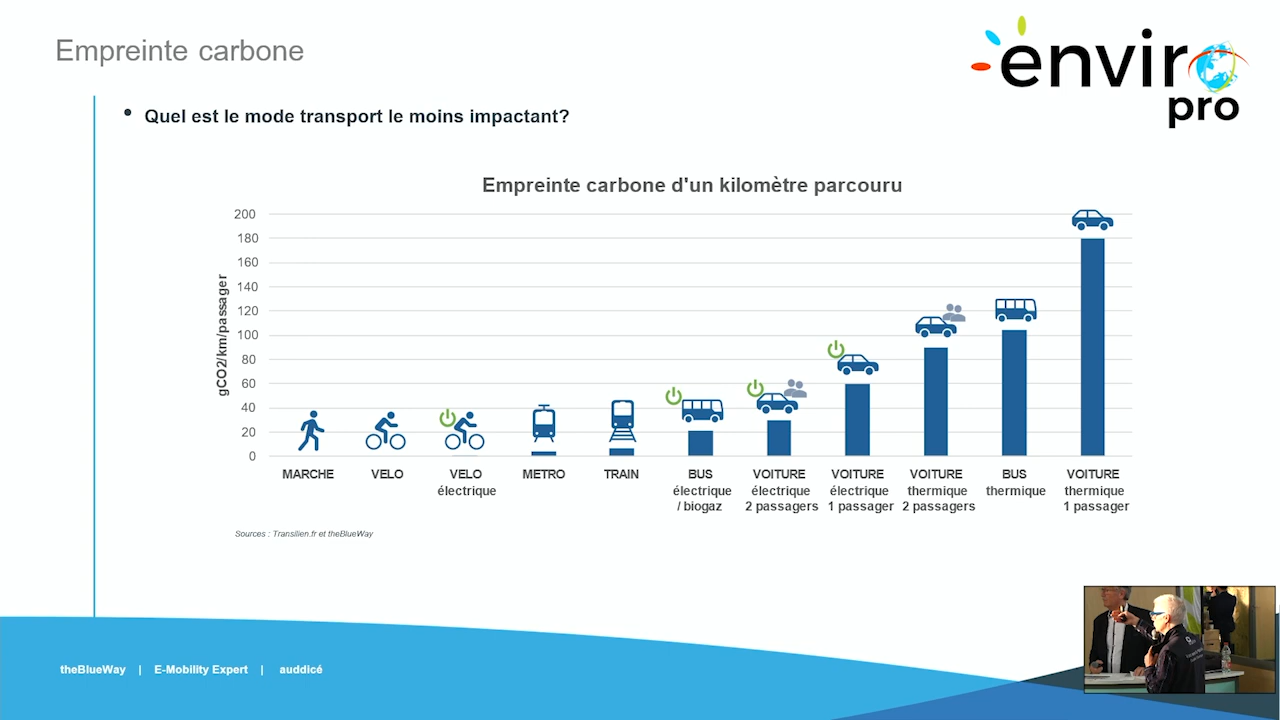 Empreinte carbone
enviro
pro
• Quel est le mode transport le moins impactant?
Empreinte carbone d'un kilomètre parcouru
gCO2/km/passager
200
180
160
140
120
100
80
60
40
20
0
MARCHE
VELO
VELO
électrique
METRO
TRAIN
BUS
électrique
/ biogaz
VOITURE
électrique
2 passagers
VOITURE
électrique
1 passager
VOITURE
thermique
2 passagers
BUS
thermique
VOITURE
thermique
1 passager
Sources : Transilien.fr et theBlueWay
theBlueWay | E-Mobility Expert | auddicé